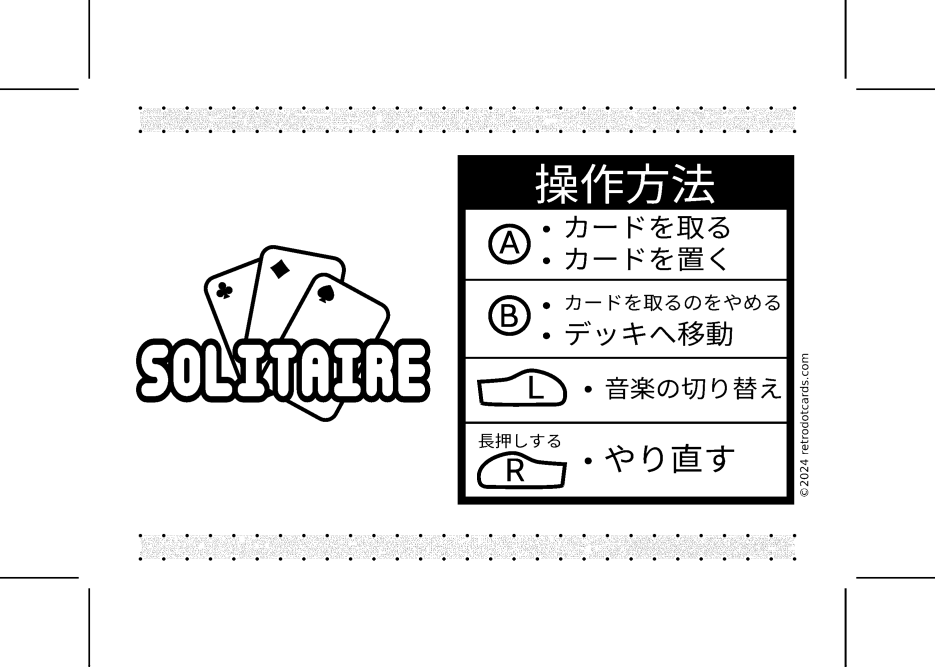 SOLITAIRE
操作方法
A
・カードを取る
・カードを置く
B
・カードを取るのをやめる
・デッキへ移動
L ・音楽の切り替え
長押しする
R ・やり直す
©2024 retrodotcards.com